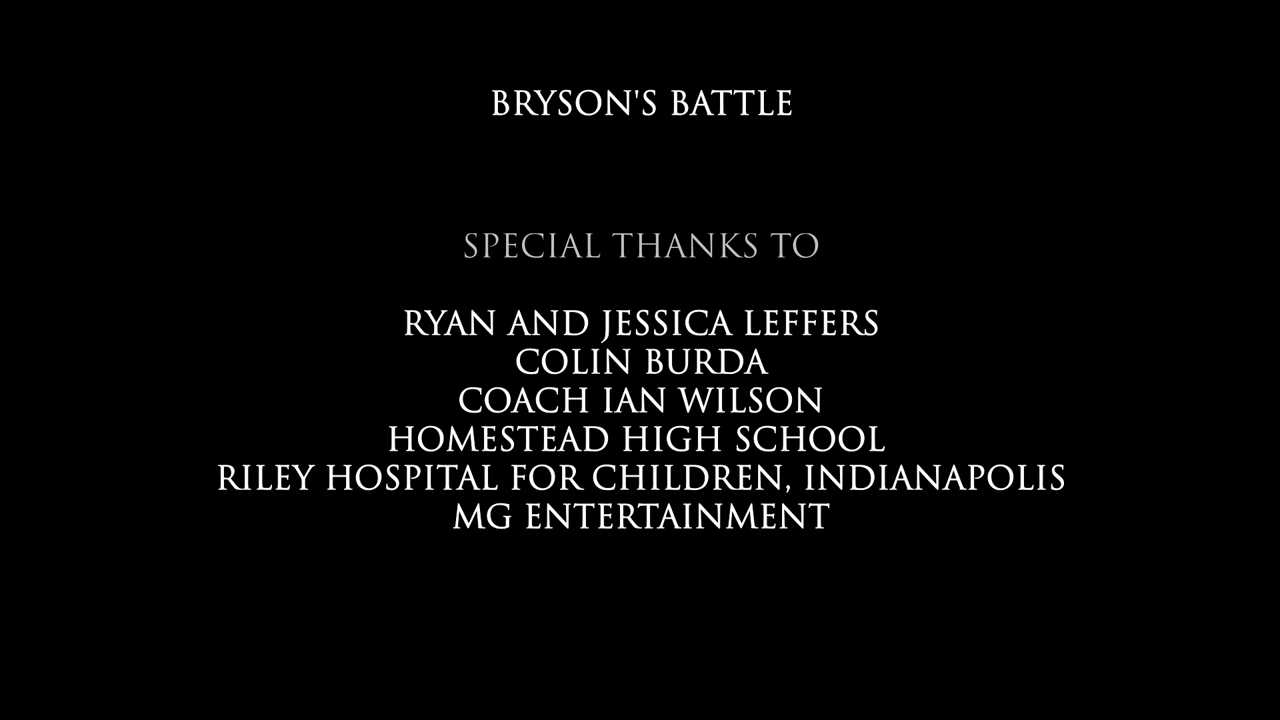 BRYSON'S BATTLE
SPECIAL THANKS TO
RYAN AND JESSICA LEFFERS
COLIN BURDA
COACH IAN WILSON
HOMESTEAD HIGH SCHOOL
RILEY HOSPITAL FOR CHILDREN, INDIANAPOLIS
MG ENTERTAINMENT